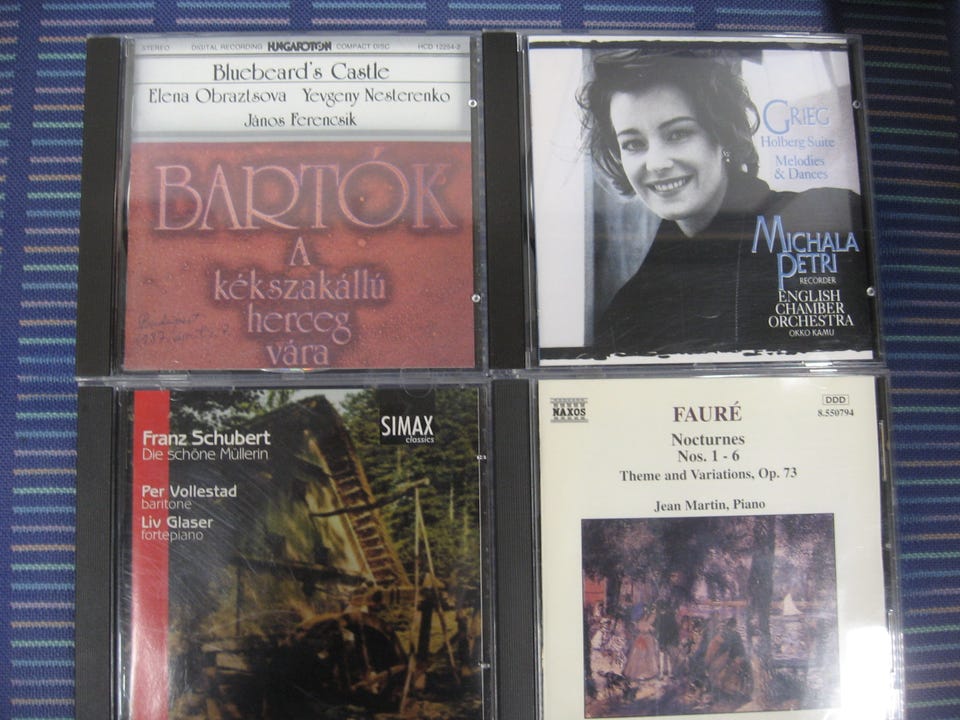 STEREO DIGITAL RECORDING HUNGAROTON COMPACT DISC HCD 12254-2
Bluebeard's Castle
Elena Obraztsova Yevgeny Nesterenko
János Ferencsik
BARTÓK
A
kékszakállú
herceg
vára
Budapest
GRIEG
Holberg Suite
Melodies
& Dances
MICHALA
PETRI
RECORDER
ENGLISH
CHAMBER
ORCHESTRA
OKKO KAMU
Franz Schubert
Die schöne Müllerin
Per Vollestad
baritone
Liv Glaser
fortepiano
SIMAX
classics
NAXOS
DDD
8.550794
FAURÉ
Nocturnes
Nos. 1 - 6
Theme and Variations, Op. 73
Jean Martin, Piano